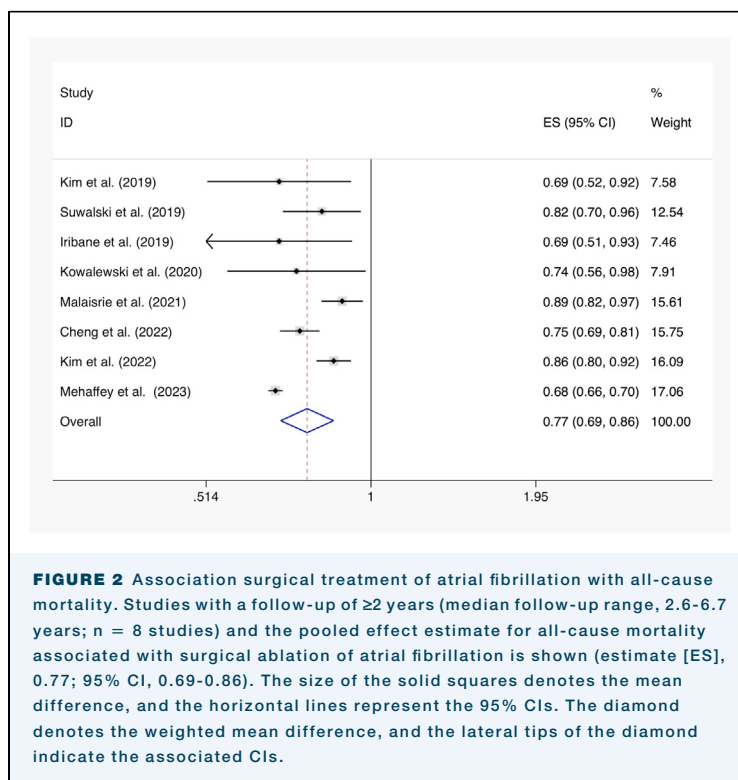 Study %
ID ES (95% CI) Weight
Kim et al. (2019) 0.69 (0.52, 0.92) 7.58
Suwalski et al. (2019) 0.82 (0.70, 0.96) 12.54
Iribane et al. (2019) 0.69 (0.51, 0.93) 7.46
Kowalewski et al. (2020) 0.74 (0.56, 0.98) 7.91
Malaisrie et al. (2021) 0.89 (0.82, 0.97) 15.61
Cheng et al. (2022) 0.75 (0.69, 0.81) 15.75
Kim et al. (2022) 0.86 (0.80, 0.92) 16.09
Mehaffey et al. (2023) 0.68 (0.66, 0.70) 17.06
Overall 0.77 (0.69, 0.86) 100.00
.514 1 1.95
FIGURE 2 Association surgical treatment of atrial fibrillation with all-cause
mortality. Studies with a follow-up of ≥2 years (median follow-up range, 2.6-6.7
years; n = 8 studies) and the pooled effect estimate for all-cause mortality
associated with surgical ablation of atrial fibrillation is shown (estimate [ES],
0.77; 95% CI, 0.69-0.86). The size of the solid squares denotes the mean
difference, and the horizontal lines represent the 95% CIs. The diamond
denotes the weighted mean difference, and the lateral tips of the diamond
indicate the associated CIs.